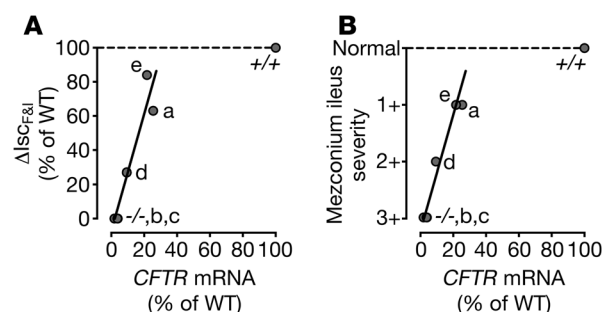 A
100
80
60
40
20
0
ΔIscF&I
(% of WT)
e
a
d
-/-,b,c
+/+
0 20 40 60 80 100
CFTR mRNA
(% of WT)
B
Normal
1+
2+
3+
Mezconium ileus
severity
e
a
d
-/-,b,c
+/+
0 20 40 60 80 100
CFTR mRNA
(% of WT)